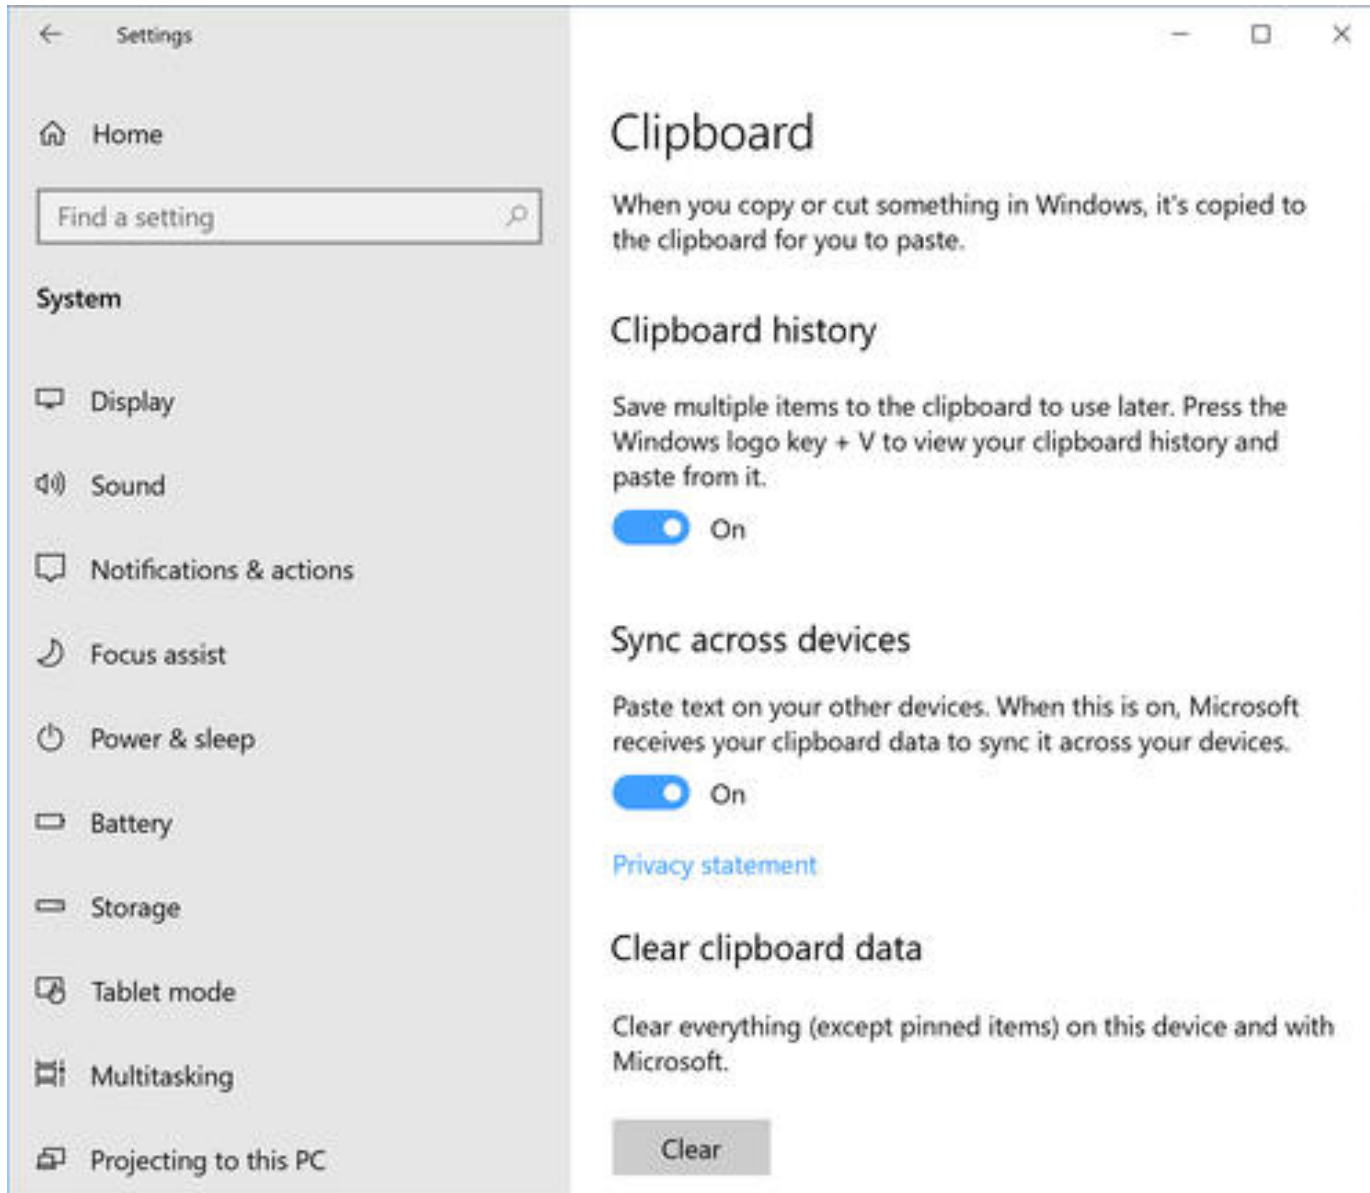 Settings
Home
Find a setting
System
Display
Sound
Notifications & actions
Focus assist
Power & sleep
Battery
Storage
Tablet mode
Multitasking
Projecting to this PC
Clipboard
When you copy or cut something in Windows, it's copied to
the clipboard for you to paste.
Clipboard history
Save multiple items to the clipboard to use later. Press the
Windows logo key + V to view your clipboard history and
paste from it.
On
Sync across devices
Paste text on your other devices. When this is on, Microsoft
receives your clipboard data to sync it across your devices.
On
Privacy statement
Clear clipboard data
Clear everything (except pinned items) on this device and with
Microsoft.
Clear